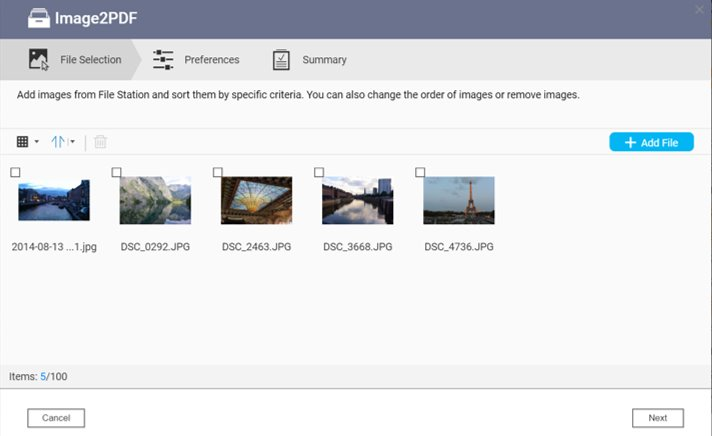 Image2PDF
File Selection
Preferences
Summary
Add images from File Station and sort them by specific criteria. You can also change the order of images or remove images.
Add File
2014-08-13 ...1.jpg
DSC_0292.JPG
DSC_2463.JPG
DSC_3668.JPG
DSC_4736.JPG
Items: 5/100
Cancel
Next